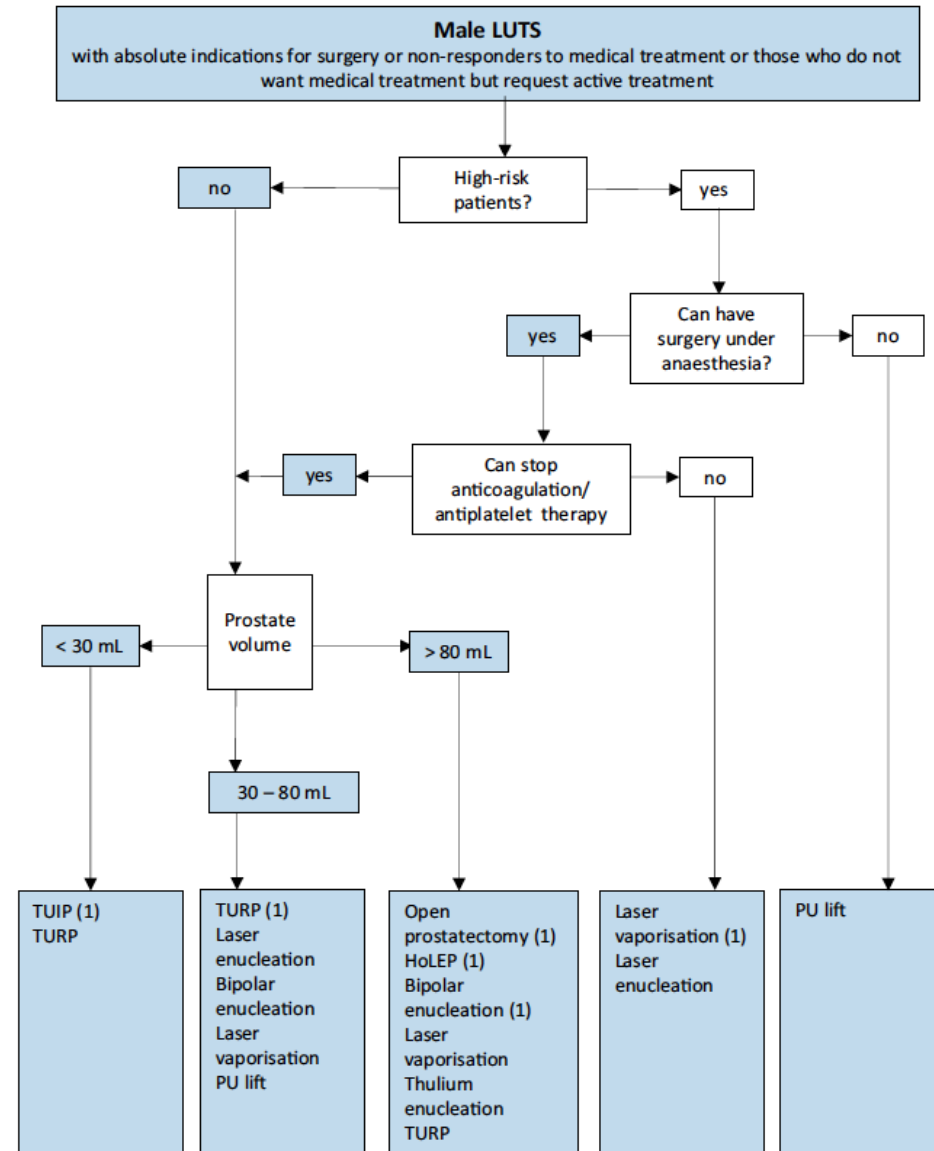 Male LUTS
with absolute indications for surgery or non-responders to medical treatment or those who do not
want medical treatment but request active treatment
High-risk
patients?
no
yes
Can have
surgery under
anaesthesia?
yes
no
Can stop
anticoagulation/
antiplatelet therapy
yes
no
Prostate
volume
< 30 mL
> 80 mL
30 – 80 mL
TUIP (1)
TURP
TURP (1)
Laser
enucleation
Bipolar
enucleation
Laser
vaporisation
PU lift
Open
prostatectomy (1)
HoLEP (1)
Bipolar
enucleation (1)
Laser
vaporisation
Thulium
enucleation
TURP
Laser
vaporisation (1)
Laser
enucleation
PU lift